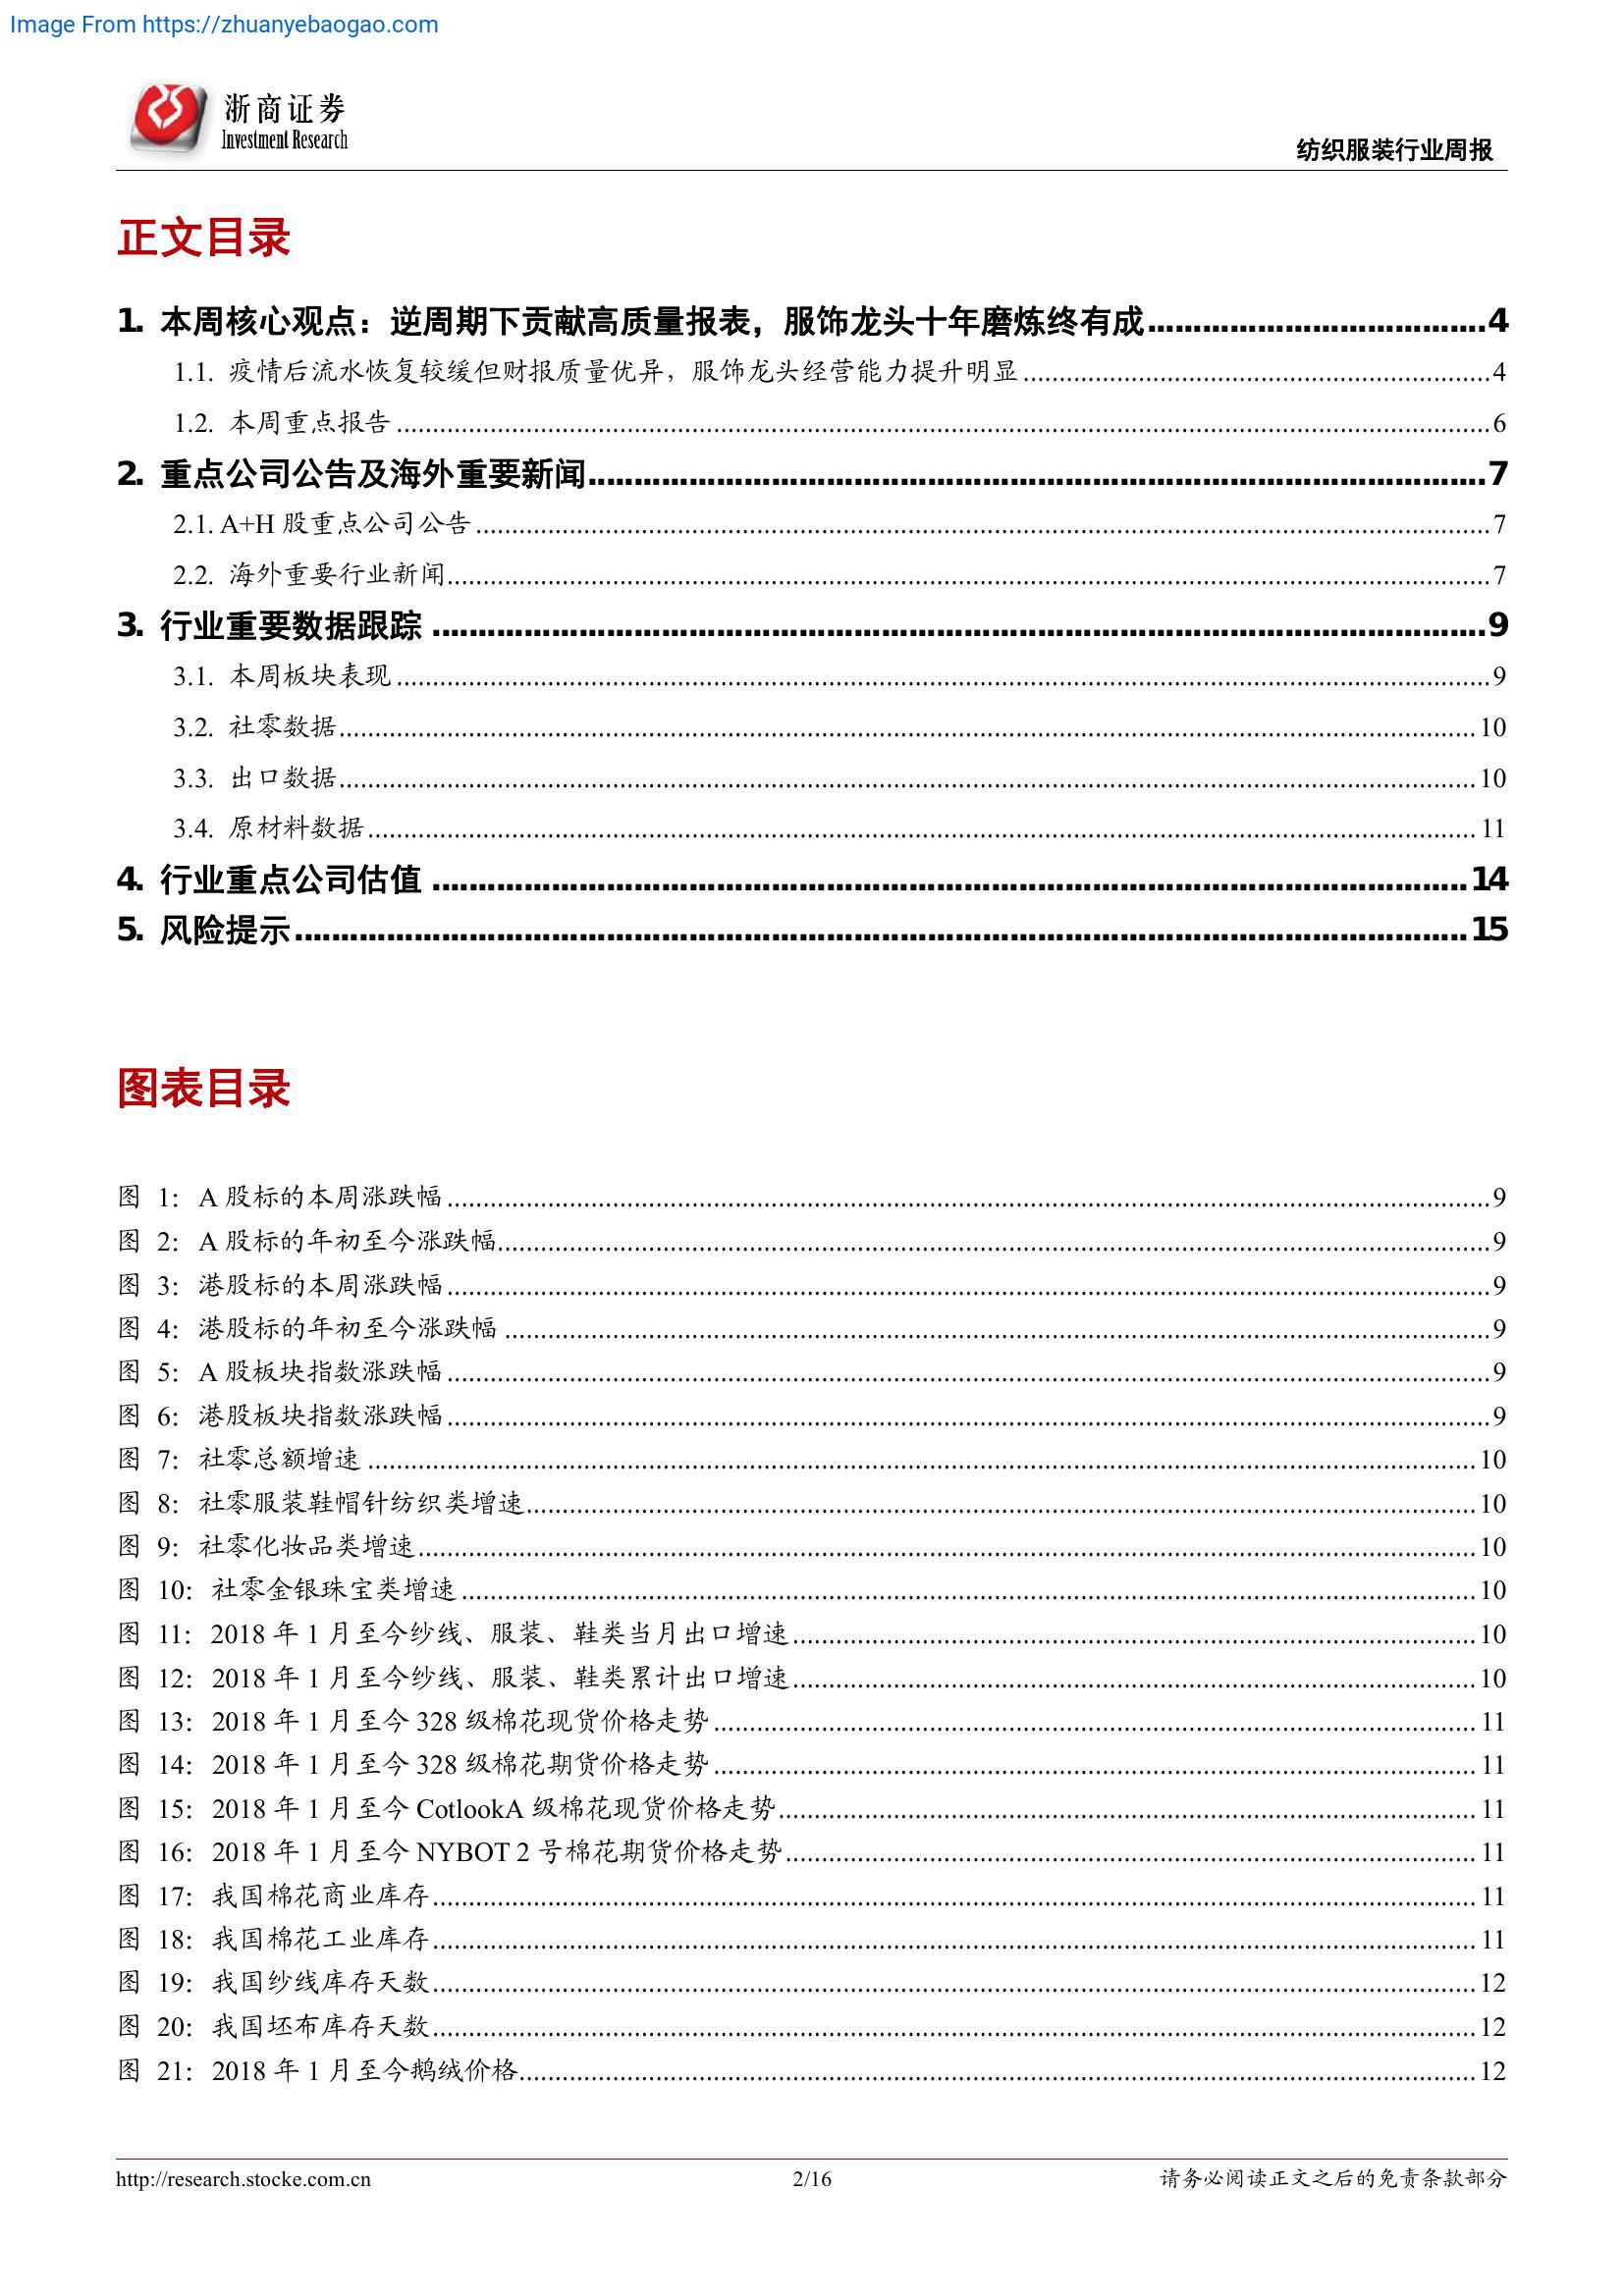 Image From https://zhuanyebaogao.com
浙商证券
Investment Research
纺织服装行业周报
正文目录
1. 本周核心观点：逆周期下贡献高质量报表，服饰龙头十年磨炼终有成 4
1.1. 疫情后流水恢复较缓但财报质量优异，服饰龙头经营能力提升明显 4
1.2. 本周重点报告 6
2. 重点公司公告及海外重要新闻 7
2.1. A+H 股重点公司公告 7
2.2. 海外重要行业新闻 7
3. 行业重要数据跟踪 9
3.1. 本周板块表现 9
3.2. 社零数据 10
3.3. 出口数据 10
3.4. 原材料数据 11
4. 行业重点公司估值 14
5. 风险提示 15
图表目录
图 1：A 股标的本周涨跌幅 9
图 2：A 股标的年初至今涨跌幅 9
图 3：港股标的本周涨跌幅 9
图 4：港股标的年初至今涨跌幅 9
图 5：A 股板块指数涨跌幅 9
图 6：港股板块指数涨跌幅 9
图 7：社零总额增速 10
图 8：社零服装鞋帽针纺织类增速 10
图 9：社零化妆品类增速 10
图 10：社零金银珠宝类增速 10
图 11：2018 年 1 月至今纱线、服装、鞋类当月出口增速 10
图 12：2018 年 1 月至今纱线、服装、鞋类累计出口增速 10
图 13：2018 年 1 月至今 328 级棉花现货价格走势 11
图 14：2018 年 1 月至今 328 级棉花期货价格走势 11
图 15：2018 年 1 月至今 CotlookA 级棉花现货价格走势 11
图 16：2018 年 1 月至今 NYBOT 2 号棉花期货价格走势 11
图 17：我国棉花商业库存 11
图 18：我国棉花工业库存 11
图 19：我国纱线库存天数 12
图 20：我国坯布库存天数 12
图 21：2018 年 1 月至今鹅绒价格 12
http://research.stocke.com.cn 2/16 请务必阅读正文之后的免责条款部分